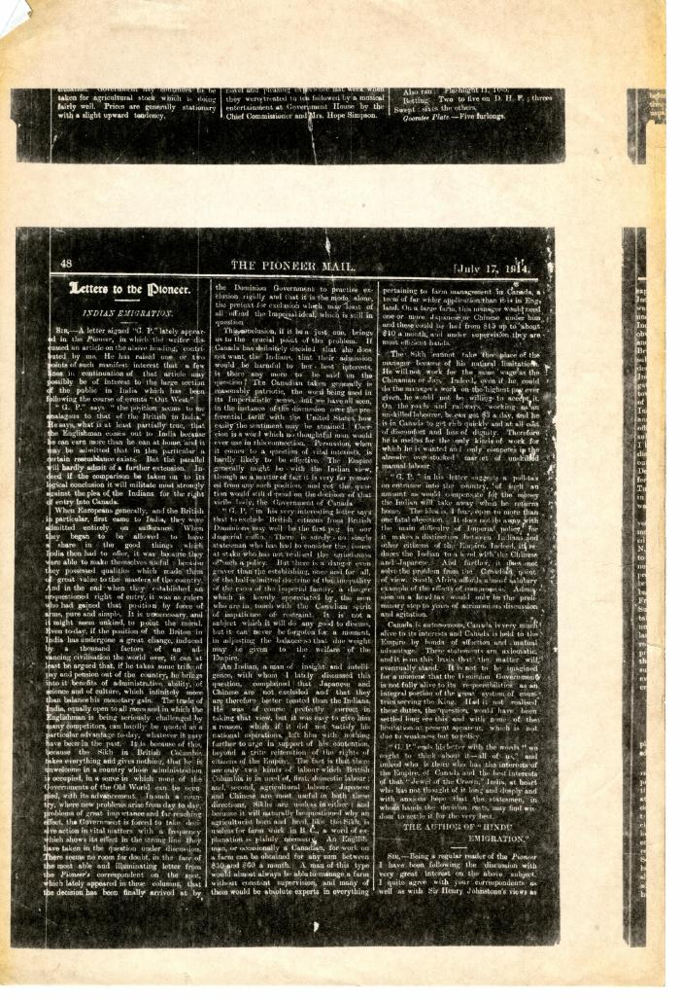 situation. Government may continues to be
taken for agricultural stock which is doing
fairly well. Prices are generally stationary
with a slight upward tendency.
novel and pleasing last week when
they were treated to tea followed by a musical
entertainment at Government House by the
Chief Commissioner and Mrs. Hope Simpson.
Also ran: Flashlight II,
Betting: Two to five on D. H. F.; threes
Swept: sixes the others.
Goorotee Plate.—Five furlongs.
48
THE PIONEER MAIL.
[July 17, 1914.
Letters to the Pioneer.
INDIAN EMIGRATION.
SIR,—A letter signed "G. P." lately appear-
ed in the Pioneer, in which the writer dis-
cussed an article on the above heading, contri-
buted by me. He has raised one or two
points of such manifest interest that a few
lines in continuation of that article may
possibly be of interest to the large section
of the public in India which has been
following the course of events "Out West."
"G. P." says "the position seems to me
analogous to that of the British in India."
He says, what is at least partially true, that
the Englishman comes out to India because
he can earn more than he can at home, and it
may be admitted that in this particular a
certain resemblance exists. But the parallel
will hardly admit of a further extension. In-
deed if the comparison be taken on to its
logical conclusion it will militate most strongly
against the plea of the Indians for the right
of entry into Canada.
When Europeans generally, and the British
in particular, first came to India, they were
admitted entirely on sufferance. When
they began to be allowed to have
a share in the good things which
India then had to offer, it was because they
were able to make themselves useful: because
they possessed qualities which made them
of great value to the masters of the country.
And in the end when they established an
unquestioned right of entry, it was as rulers
who had gained that position by force of
arms, pure and simple. It is unnecessary, and
it might seem unkind, to point the moral.
Even to-day, if the position of the Briton in
India has undergone a great change, induced
by a thousand factors of an ad-
vancing civilisation the world over, it can at
least be argued that, if he takes some trifle of
pay and pension out of the country, he brings
into it benefits of administrative, ability, of
science and of culture, which infinitely more
than balance his monetary gain. The trade of
India, equally open to all races and in which the
Englishman is being seriously challenged by
many competitors, can hardly be quoted as a
particular advantage to-day, whatever it may
have been in the past. It is because of this,
because the Sikh in British Columbia
takes everything and gives nothing, that he is
unwelcome in a country whose administration
is occupied, in a sense in which none of the
Governments of the Old World can be occu-
pied, with its advancement. In such a coun-
try, where new problems arise from day to day,
problems of great importance and far-reaching
effect, the Government is forced to take deci-
sive action in vital matters with a frequency
which shows its effect in the strong line they
have taken in the question under discussion.
There seems no room for doubt, in the face of
the most able and illuminating letter from
the Pioneer's correspondent on the spot,
which lately appeared in these columns, that
the decision has been finally arrived at by
the Dominion Government to practise ex-
clusion rigidly and that it is the mode, alone,
the pretext for exclusion which may least of
all offend the Imperial ideal, which is still in
question.
This conclusion, if it be a just one, brings
us to the crucial point of the problem. If
Canada has definitely decided that she does
not want the Indians, that their admission
would be harmful to her best interests,
is there any more to be said on the
question? The Canadian taken generally is
reasonably patriotic, the word being used in
its Imperialistic sense, but we have all seen,
in the instance of the discussion over the pre-
ferential tariff with the United States how
easily the sentiment may be strained. Coer-
cion is a word which no thoughtful man would
ever use in this connection. Persuasion, when
it comes to a question of vital interests, is
hardly likely to be effective. The Empire
generally might be with the Indian view,
though as a matter of fact it is very far remov-
ed from any such position, and yet the ques-
tion would still depend on the decision of that
virile body, the Government of Canada.
"G. P." in his very interesting letter says
that to exclude British citizens from British
Dominions may well be the first peg in our
Imperial coffin. There is surely no single
statesman who has had to consider the issues
at stake who has not realised the seriousness
of such a policy. But there is a danger even
graver than the establishing, once and for all,
of the half-admitted doctrine of the inequality
of the races of the Imperial family, a danger
which is keenly appreciated by the men
who are in touch with the Canadian spirit
of impatience of restraint. It is not a
subject which it will do any good to discuss,
but it can never be forgotten for a moment,
in adjusting the balances so that due weight
may be given to the welfare of the
Empire.
An Indian, a man of insight and intelli-
gence, with whom I lately discussed this
question, complained that Japanese and
Chinese are not excluded and that they
are therefore better treated than the Indians.
He was of course perfectly correct in
taking that view, but it was easy to give him
a reason, which if it did not satisfy his
national aspirations, left him with nothing
further to urge in support of his contention,
beyond a trite reiteration of the rights of
citizens of the Empire. The fact is that there
are only two kinds of labour which British
Columbia is in need of, first, domestic labour;
and, second, agricultural labour. Japanese
and Chinese are most useful in both these
directions, Sikhs are useless in either: and
because it will naturally be questioned why an
agriculturist born and bred, like the Sikh, is
useless for farm work in B. C., a word of ex-
planation is plainly necessary. An English-
man, or occasionally a Canadian, for work on
a farm can be obtained for any sum between
$50 and $60 a month. A man of this type
would almost always be able to manage a farm
without constant supervision, and many of
them would be absolute experts in everything
pertaining to farm management in Canada, a
term of far wider application than it is in Eng-
land. On a large farm, this manager would need
one or more Japanese or Chinese under him
and these could be had from $15 up to about
$40 a month, and under supervision they are
most efficient hands.
The Sikh cannot take the place of the
manager because of his natural limitations.
He will not work for the same wage as the
Chinaman or Jap. Indeed, even if he could
do the manager's work on the highest pay ever
given, he would not be willing to accept it.
On the roads and railways, working as an
unskilled labourer, he can get $3 a day, and he
is in Canada to get rich quickly and at all cost
of discomfort and loss of dignity. Therefore
he is useless for the only kinds of work for
which he is wanted and only competes in the
already over-stocked market of unskilled
manual labour.
"G. P." in his letter suggests a poll-tax
on entrance into the country, "of such an
amount as would compensate for the money
the Indian will take away when he returns
home. The idea is, I fear, open to more than
one fatal objection. It does not do away with
the main difficulty of Imperial policy, for
it makes a distinction between Indians and
other citizens of the Empire. Indeed, it re-
duces the Indian to a level with the Chinese
and Japanese. And further, it does not
solve the problem from the Canadian point
of view. South Africa affords a most salutary
example of the effects of compromise. Admis-
sion on a head tax would only be the preli-
minary step to years of acrimonious discussion
and agitation.
Canada is autonomous, Canada is very much
alive to its interests and Canada is held to the
Empire by bonds of affection and mutual
advantage. These statements are axiomatic,
and it is on this basis that the matter will
eventually stand. It is not to be imagined
for a moment that the Dominion Government
is not fully alive to its responsibilities as an
integral portion of the great system of coun-
tries serving the King. Had it not realised
these duties, the question, would have been
settled long ere this and with none of the
hesitation at present apparent, which is not
due to weakness but to policy.
"G. P." ends his letter with the words "we
ought to think about it—all of us," and
indeed who is there who has the interests of
the Empire, of Canada and the best interests
of that "Jewel of the Crown," India, at heart
who has not thought of it long and deeply and
with anxious hope that the statesmen, in
whose hands the decision rests, may find wis-
dom to settle it for the very best.
THE AUTHOR OF "HINDU
EMIGRATION."
SIR,—Being a regular reader of the Pioneer
I have been following the discussion with
very great interest on the above subject.
I quite agree with your correspondents as
well as with Sir Henry Johnstone's views as